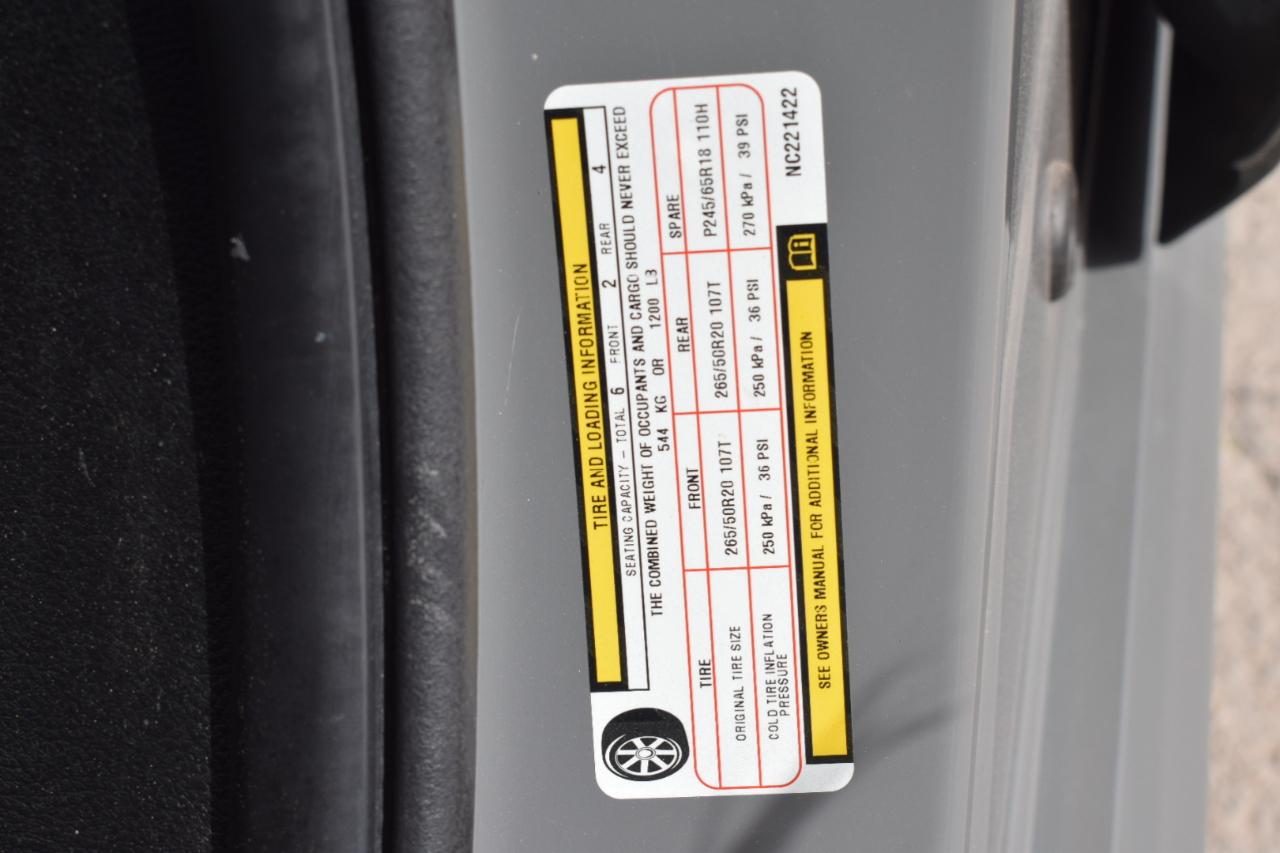 TIRE AND LOADING INFORMATION
SEATING CAPACITY – TOTAL 6 FRONT 2 REAR 4
THE COMBINED WEIGHT OF OCCUPANTS AND CARGO SHOULD NEVER EXCEED
544 KG OR 1200 LB
TIRE FRONT REAR SPARE
ORIGINAL TIRE SIZE 265/50R20 107T 265/50R20 107T P245/65R18 110H
COLD TIRE INFLATION PRESSURE 250 kPa / 36 PSI 250 kPa / 36 PSI 270 kPa / 39 PSI
SEE OWNERS MANUAL FOR ADDITIONAL INFORMATION
NC221422